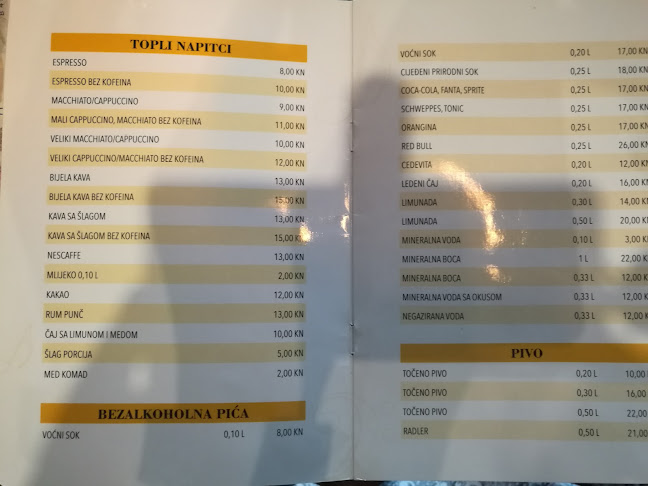 TOPLI NAPITCI
ESPRESSO 8,00 KN
ESPRESSO BEZ KOFEINA 10,00 KN
MACCHIATO/CAPPUCCINO 9,00 KN
MALI CAPPUCINO, MACCHIATO BEZ KOFEINA 11,00 KN
VELIKI MACCHIATO/CAPPUCCINO 10,00 KN
VELIKI CAPPUCCINO/MACCHIATO BEZ KOFEINA 12,00 KN
BIJELA KAVA 13,00 KN
BIJELA KAVA BEZ KOFEINA 15,00 KN
KAVA SA ŠLAGOM 13,00 KN
KAVA SA ŠLAGOM BEZ KOFEINA 15,00 KN
NESCAFFE 13,00 KN
MLIJEKO 0,10 L 2,00 KN
KAKAO 12,00 KN
RUM PUNČ 13,00 KN
ČAJ SA LIMUNOM I MEDOM 10,00 KN
ŠLAG PORCIJA 5,00 KN
MED KOMAD 2,00 KN
BEZALKOHOLNA PIĆA
VOĆNI SOK 0,10 L 8,00 KN
VOĆNI SOK 0,20 L 17,00 KN
CIJEĐENI PRIRODNI SOK 0,25 L 18,00 KN
COCA-COLA, FANTA, SPRITE 0,25 L 17,00 KN
SCHWEPPES, TONIC 0,25 L 17,00 KN
ORANGINA 0,25 L 17,00 KN
RED BULL 0,25 L 26,00 KN
CEDEVITA 0,20 L 12,00 KN
LEDENI ČAJ 0,20 L 16,00 KN
LIMUNADA 0,30 L 14,00 KN
LIMUNADA 0,50 L 20,00 KN
MINERALNA VODA 0,10 L 3,00 KN
MINERALNA BOCA 1 L 22,00 KN
MINERALNA BOCA 0,33 L 12,00 KN
MINERALNA VODA SA OKUSOM 0,33 L 12,00 KN
NEGAZIRANA VODA 0,33 L 12,00 K
PIVO
TOČENO PIVO 0,20 L 10,00 K
TOČENO PIVO 0,30 L 16,00
TOČENO PIVO 0,50 L 22,00
RADLER 0,50 L 21,00